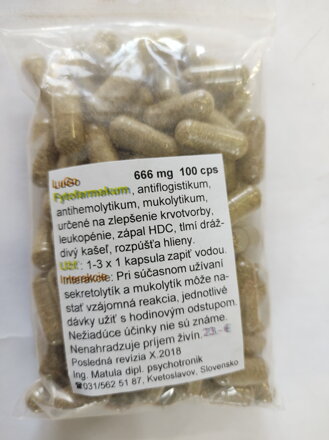 666 mg 100 cps
Fytofarmakum, antiflogistikum,
antihemolytikum, mukolytikum,
určené na zlepšenie krvotvorby,
leukopénie, zápal HDC, tlmí dráž-
divý kašeľ, rozpúšťa hlieny.
: 1-3 x 1 kapsula zapiť vodou.
Interakcie: Pri súčasnom užívaní
sekretolytík a mukolytík môže na-
stať vzájomná reakcia, jednotlivé
dávky užiť s hodinovým odstupom.
Nežiadúce účinky nie sú známe.
Nenahradzuje príjem živín.
Posledná revízia X.2018
Ing. Matula dipl. psychotronik
☎031/562 51 87, Kvetoslavov, Slovensko